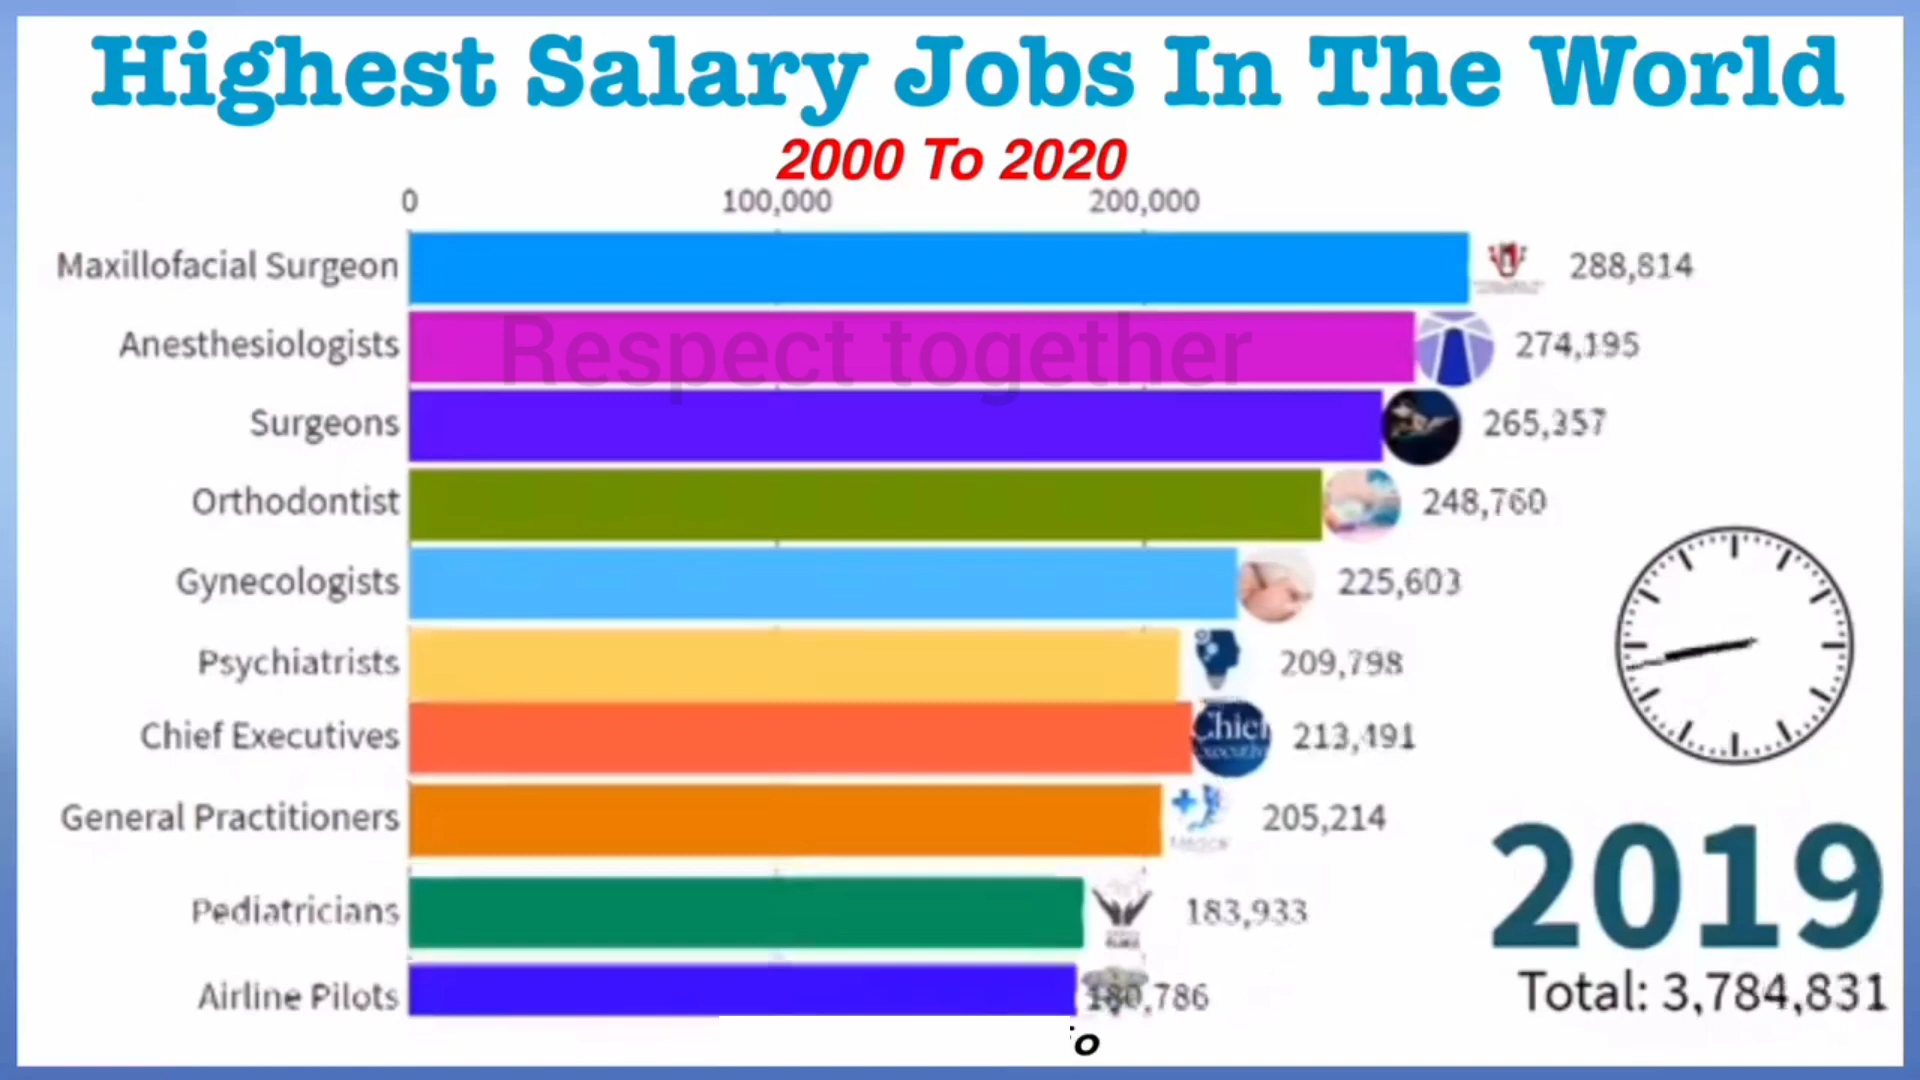 Highest Salary Jobs In The World
2000 To 2020
0 100,000 200,000
Maxillofacial Surgeon 288,814
Respect together
Anesthesiologists 274,195
Surgeons 265,357
Orthodontist 248,760
Gynecologists 225,603
Psychiatrists 209,798
Chief Executives 213,491
Chief
Executive
General Practitioners 205,214
Pediatricians 183,933
Airline Pilots 180,786
2019
Total: 3,784,831